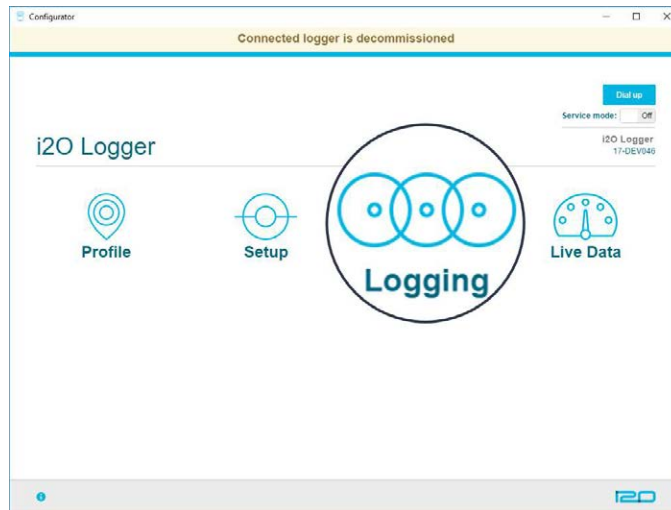 Configurator
Connected logger is decommissioned
Dial up
Service mode: Off
i2O Logger
i2O Logger
17-DEV046
Profile
Setup
Logging
Live Data
i2O